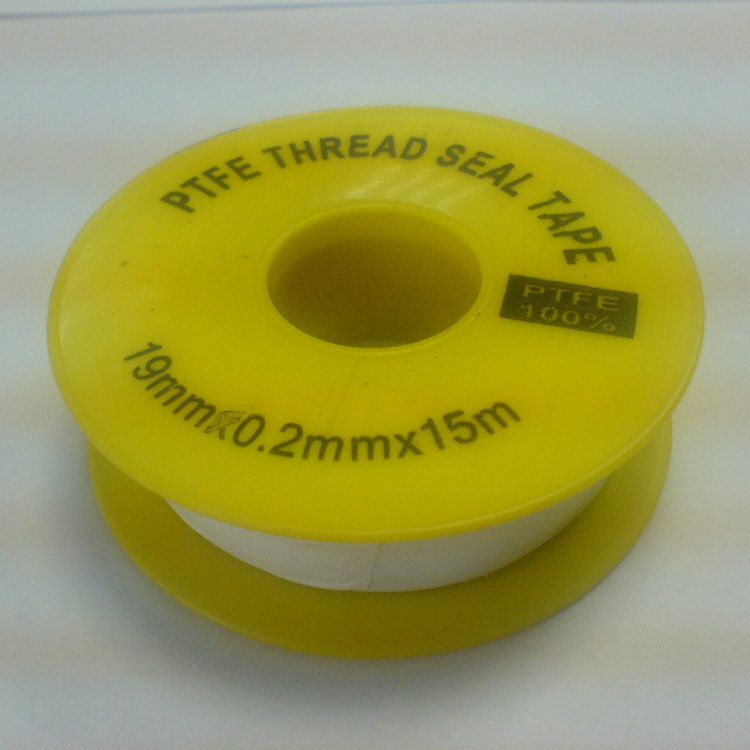 PTFE THREAD SEAL TAPE
PTFE
100%
19mmx0.2mmx15m